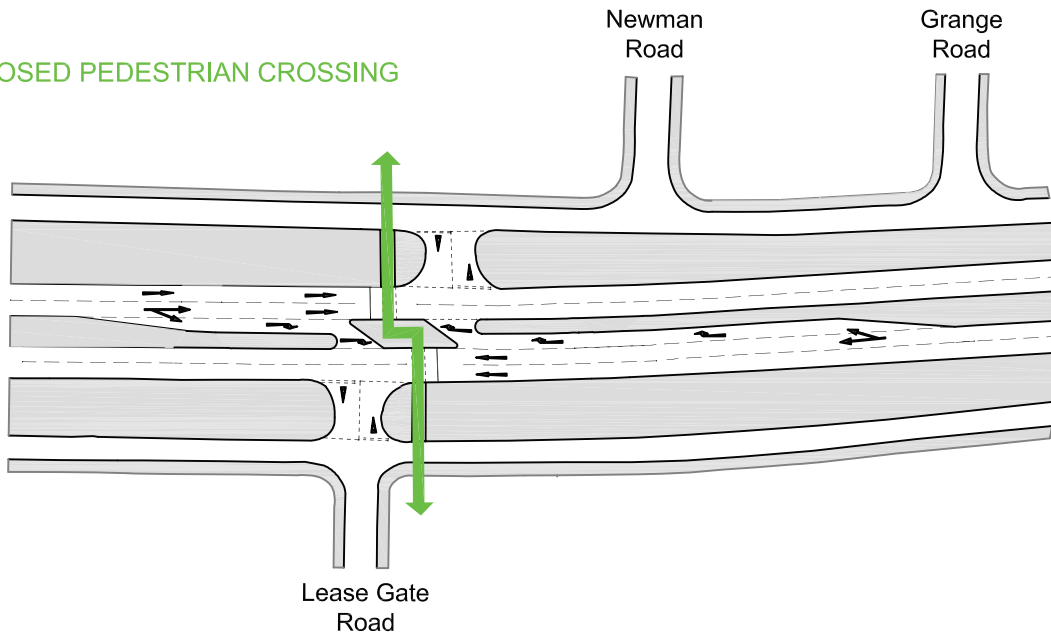 OSED PEDESTRIAN CROSSING
Newman
Road
Grange
Road
Lease Gate
Road